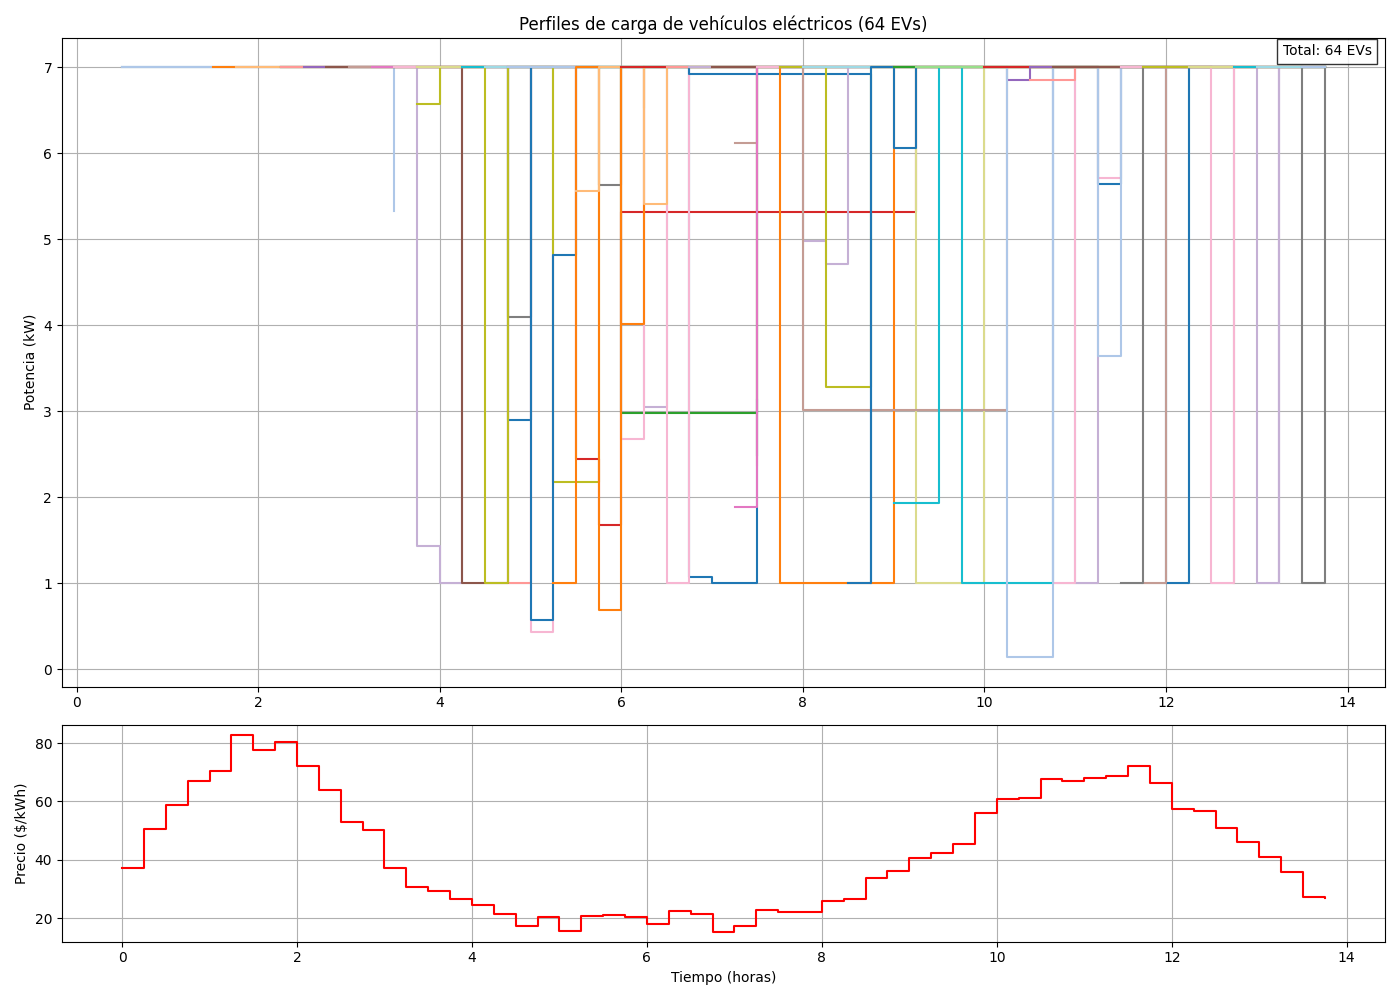 Perfiles de carga de vehículos eléctricos (64 EVs)
Total: 64 EVs
Potencia (kW)
7
6
5
4
3
2
1
0
0 2 4 6 8 10 12 14
Precio ($/kWh)
80
60
40
20
0 2 4 6 8 10 12 14
Tiempo (horas)